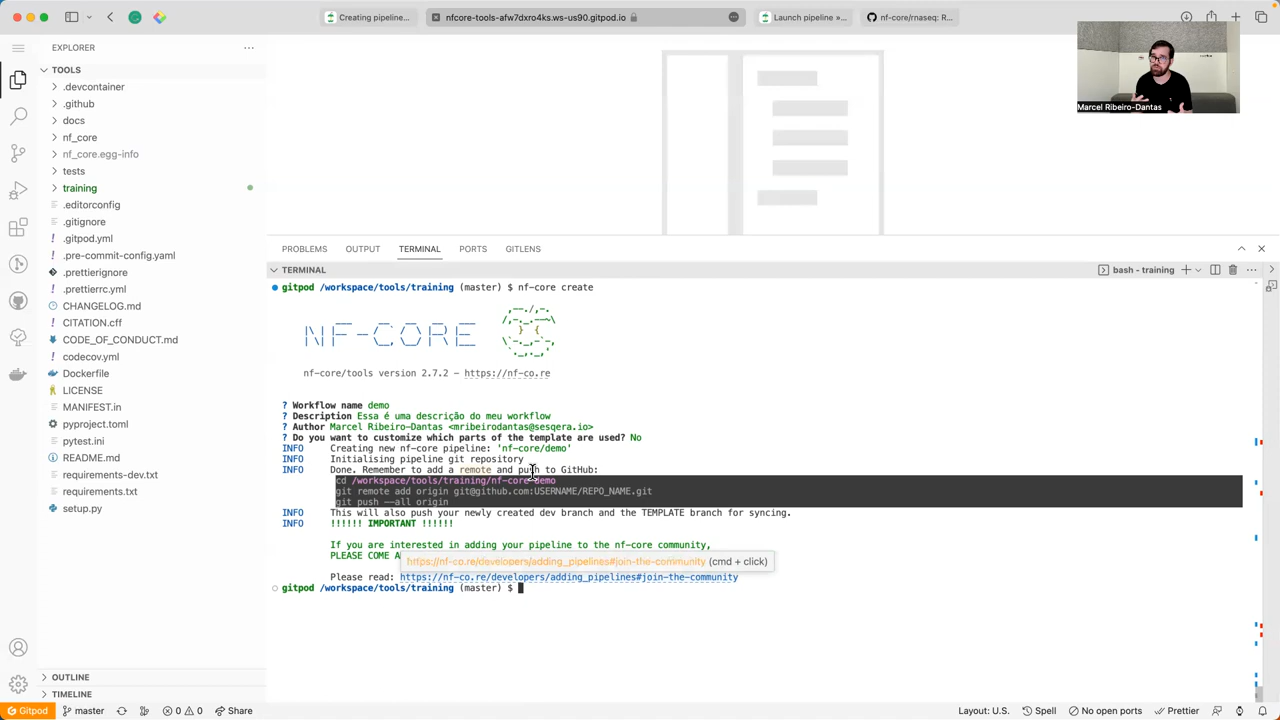 Creating pipeline...
nfcore-tools-afw7dxro4ks.ws-us90.gitpod.io
Launch pipeline »...
nf-core/rnaseq: R...
Marcel Ribeiro-Dantas
EXPLORER
TOOLS
.devcontainer
.github
docs
nf_core
nf_core.egg-info
tests
training
.editorconfig
.gitignore
.gitpod.yml
.pre-commit-config.yaml
.prettierignore
.prettierrc.yml
CHANGELOG.md
CITATION.cff
CODE_OF_CONDUCT.md
codecov.yml
Dockerfile
LICENSE
MANIFEST.in
pyproject.toml
pytest.ini
README.md
requirements-dev.txt
requirements.txt
setup.py
OUTLINE
TIMELINE
PROBLEMS OUTPUT TERMINAL PORTS GITLENS
TERMINAL
bash - training
gitpod /workspace/tools/training (master) $ nf-core create
NF-CORE
nf-core/tools version 2.7.2 - https://nf-co.re
? Workflow name demo
? Description Essa é uma descrição do meu workflow
? Author Marcel Ribeiro-Dantas <mribeirodantas@sesqera.io>
? Do you want to customize which parts of the template are used? No
INFO Creating new nf-core pipeline: 'nf-core/demo'
INFO Initialising pipeline git repository
INFO Done. Remember to add a remote and push to GitHub:
cd /workspace/tools/training/nf-core-demo
git remote add origin git@github.com:USERNAME/REPO_NAME.git
git push --all origin
INFO This will also push your newly created dev branch and the TEMPLATE branch for syncing.
INFO !!!!!! IMPORTANT !!!!!!
If you are interested in adding your pipeline to the nf-core community,
PLEASE COME A
https://nf-co.re/developers/adding_pipelines#join-the-community (cmd + click)
Please read: https://nf-co.re/developers/adding_pipelines#join-the-community
gitpod /workspace/tools/training (master) $
Gitpod
master
0
0
Share
Layout: U.S.
Spell
No open ports
Prettier